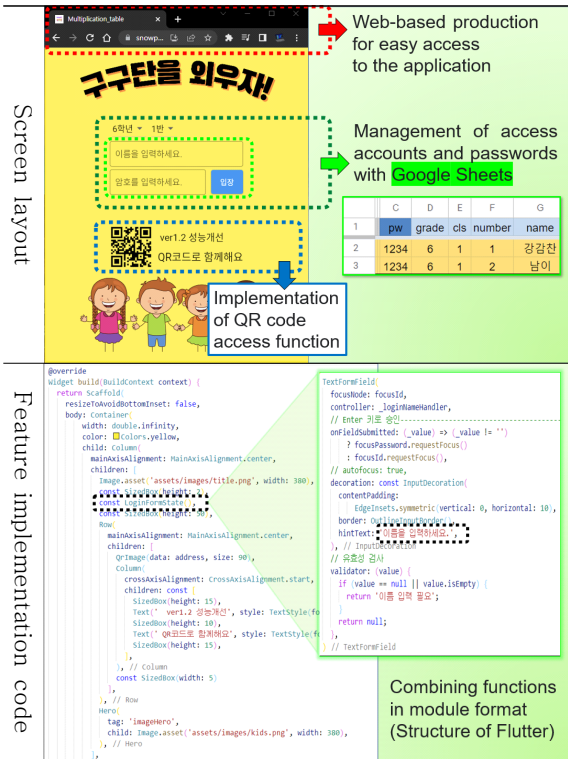 Screen layout
Multiplication_table
snowp...
구구단을 외우자!
6학년
1반
이름을 입력하세요.
암호를 입력하세요.
입장
ver1.2 성능개선
QR코드로 함께해요
Web-based production
for easy access
to the application
Management of access
accounts and passwords
with Google Sheets
C D E F G
1 pw grade cls number name
2 1234 6 1 1 강감찬
3 1234 6 1 2 남이
Implementation
of QR code
access function
Feature implementation code
@override
Widget build(BuildContext context) {
return Scaffold(
resizeToAvoidBottomInset: false,
body: Container(
width: double.infinity,
color: Colors.yellow,
child: Column(
mainAxisAlignment: MainAxisAlignment.center,
children: [
Image.asset('assets/images/title.png', width: 380),
const SizedBox(height:
const LoginFormState(),
const SizedBox(height: 50),
Row(
mainAxisAlignment: MainAxisAlignment.center,
children: [
QrImage(data: address, size: 90),
Column(
crossAxisAlignment: CrossAxisAlignment.start,
children: const [
SizedBox(height: 15),
Text(' ver1.2 성능개선', style: TextStyle(fo
SizedBox(height: 10),
Text(' QR코드로 함께해요', style: TextStyle(fo
SizedBox(height: 15),
],
), // Column
const SizedBox(width: 5)
],
), // Row
Hero(
tag: 'imageHero',
child: Image.asset('assets/images/kids.png', width: 380),
), // Hero
],
TextFormField(
focusNode: focusId,
controller: _loginNameHandler,
// Enter 키로 승인
onFieldSubmitted: (_value) => (_value != '')
? focusPassword.requestFocus()
: focusId.requestFocus(),
// autofocus: true,
decoration: const InputDecoration(
contentPadding:
EdgeInsets.symmetric(vertical: 0, horizontal: 10),
border: OutlineInputBorder(),
hintText: '이름을 입력하세요.',
), // InputDecoration
// 유효성 검사
validator: (value) {
if (value == null || value.isEmpty) {
return '이름 입력 필요';
}
return null;
},
) // TextFormField
Combining functions
in module format
(Structure of Flutter)